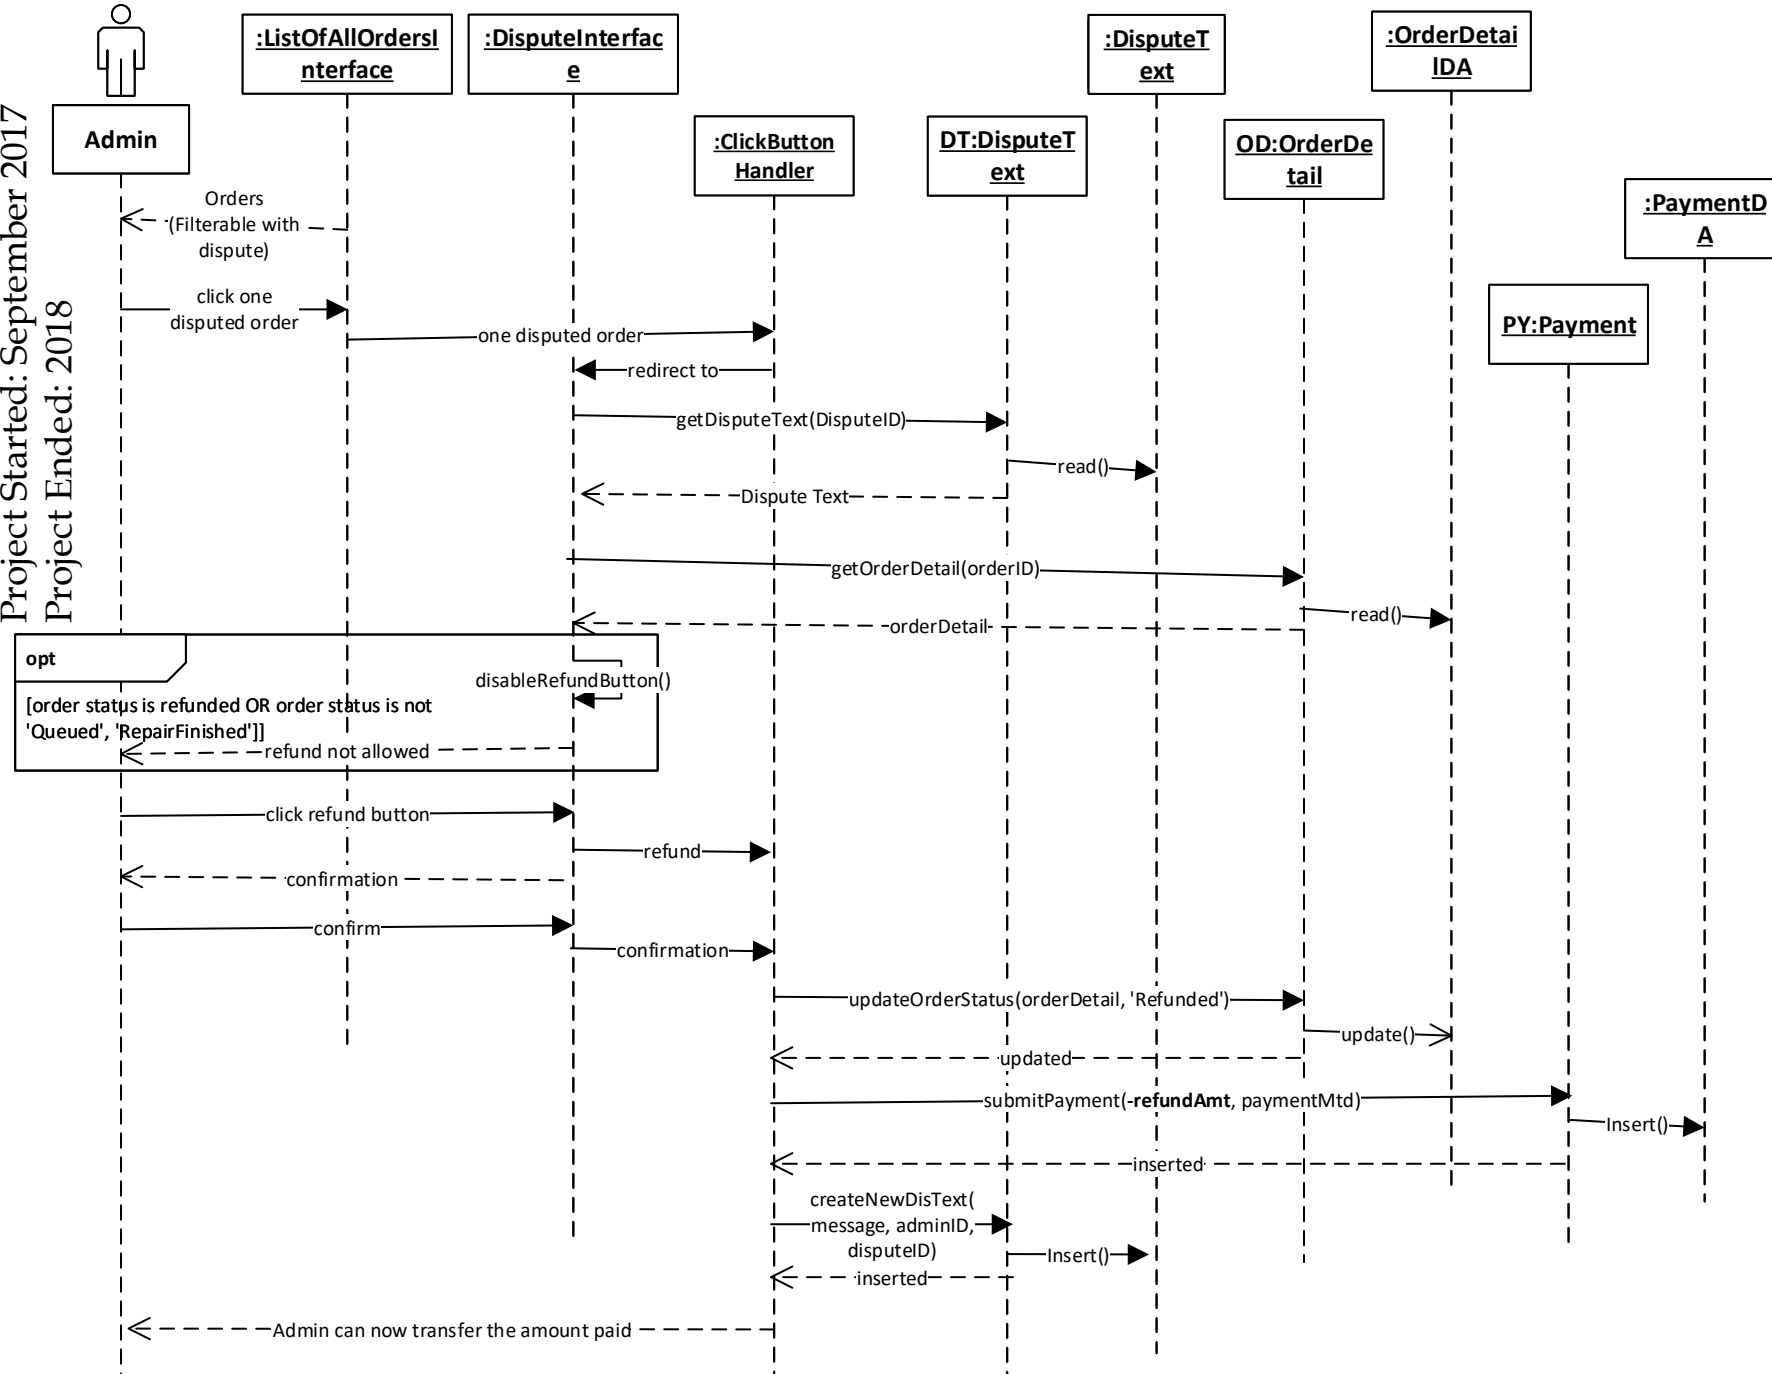 :ListOfAllOrdersI
nterface
:DisputeInterfac
e
:DisputeT
ext
:OrderDetai
lDA
Admin
:ClickButton
Handler
DT:DisputeT
ext
OD:OrderDe
tail
:PaymentD
A
PY:Payment
Project Started: September 2017
Project Ended: 2018
Orders
(Filterable with
dispute)
click one
disputed order
one disputed order
redirect to
getDisputeText(DisputeID)
read()
Dispute Text
getOrderDetail(orderID)
read()
orderDetail
opt
disableRefundButton()
[order status is refunded OR order status is not
'Queued', 'RepairFinished']]
refund not allowed
click refund button
refund
confirmation
confirm
confirmation
updateOrderStatus(orderDetail, 'Refunded')
update()
updated
submitPayment(-refundAmt, paymentMtd)
Insert()
inserted
createNewDisText(
message, adminID,
disputeID)
Insert()
inserted
Admin can now transfer the amount paid